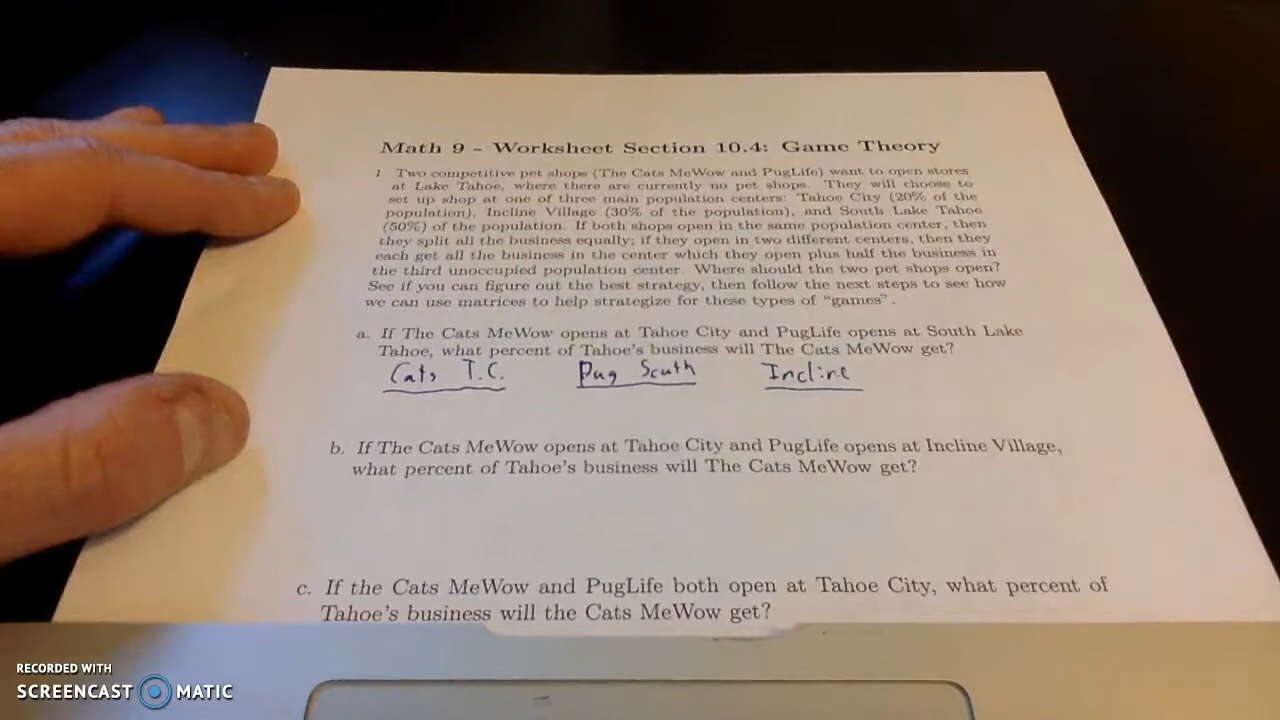 Math 9 - Worksheet Section 10.4: Game Theory
1 Two competitive pet shops (The Cats MeWow and PugLife) want to open stores
at Lake Tahoe, where there are currently no pet shops. They will choose to
set up shop at one of three main population centers: Tahoe City (20% of the
population), Incline Village (30% of the population), and South Lake Tahoe
(50%) of the population. If both shops open in the same population center, then
they split all the business equally; if they open in two different centers, then they
each get all the business in the center which they open plus half the business in
the third unoccupied population center. Where should the two pet shops open?
See if you can figure out the best strategy, then follow the next steps to see how
we can use matrices to help strategize for these types of "games".
a. If The Cats MeWow opens at Tahoe City and PugLife opens at South Lake
Tahoe, what percent of Tahoe's business will The Cats MeWow get?
Cats T.C. Pug South Incline
b. If The Cats MeWow opens at Tahoe City and PugLife opens at Incline Village,
what percent of Tahoe's business will The Cats MeWow get?
c. If the Cats MeWow and PugLife both open at Tahoe City, what percent of
Tahoe's business will the Cats MeWow get?
RECORDED WITH
SCREENCAST MATIC